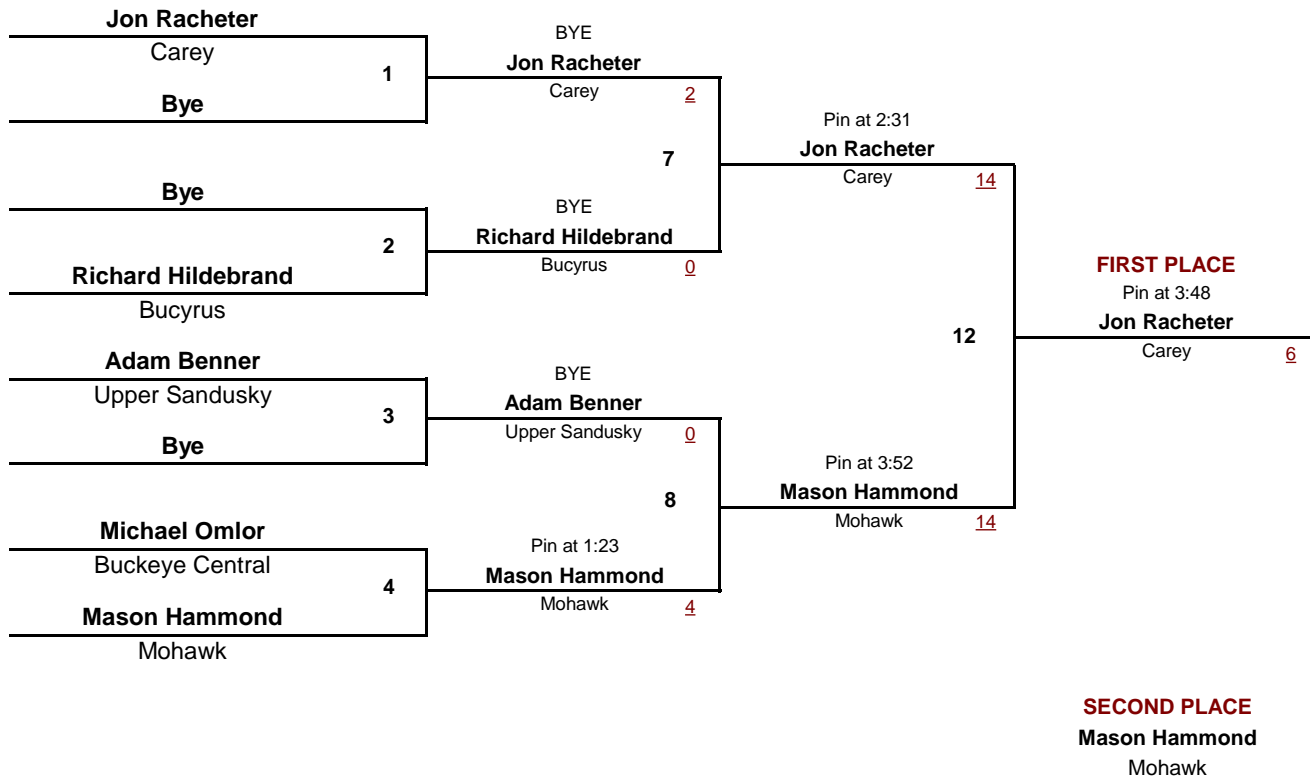 Jon Racheter
Carey
1
Bye
BYE
Jon Racheter
Carey
2
Bye
2
Richard Hildebrand
Bucyrus
BYE
Richard Hildebrand
Bucyrus
0
7
Pin at 2:31
Jon Racheter
Carey
14
Adam Benner
Upper Sandusky
3
Bye
BYE
Adam Benner
Upper Sandusky
0
Michael Omlor
Buckeye Central
4
Mason Hammond
Mohawk
Pin at 1:23
Mason Hammond
Mohawk
4
8
Pin at 3:52
Mason Hammond
Mohawk
14
12
FIRST PLACE
Pin at 3:48
Jon Racheter
Carey
6
SECOND PLACE
Mason Hammond
Mohawk